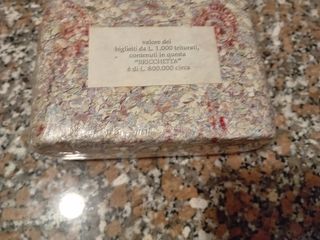 valore dei
biglietti da L. 1.000 triturati,
contenuti in questa
"BRICCHETTA"
è di L. 800.000 circa